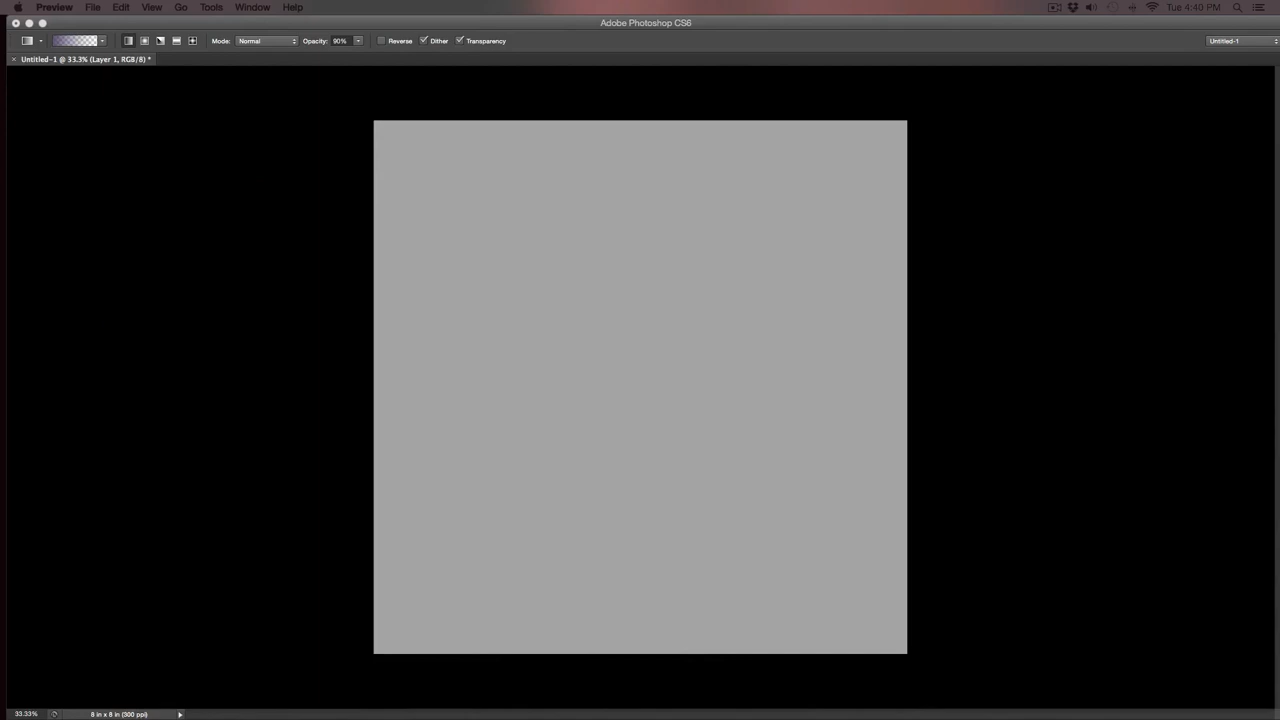 Preview File Edit View Go Tools Window Help Tue 4:40 PM
Adobe Photoshop CS6
Mode: Normal Opacity: 90% Reverse Dither Transparency Untitled-1
× Untitled-1 @ 33.3% (Layer 1, RGB/8) *
33.33% 8 in x 8 in (300 ppi)